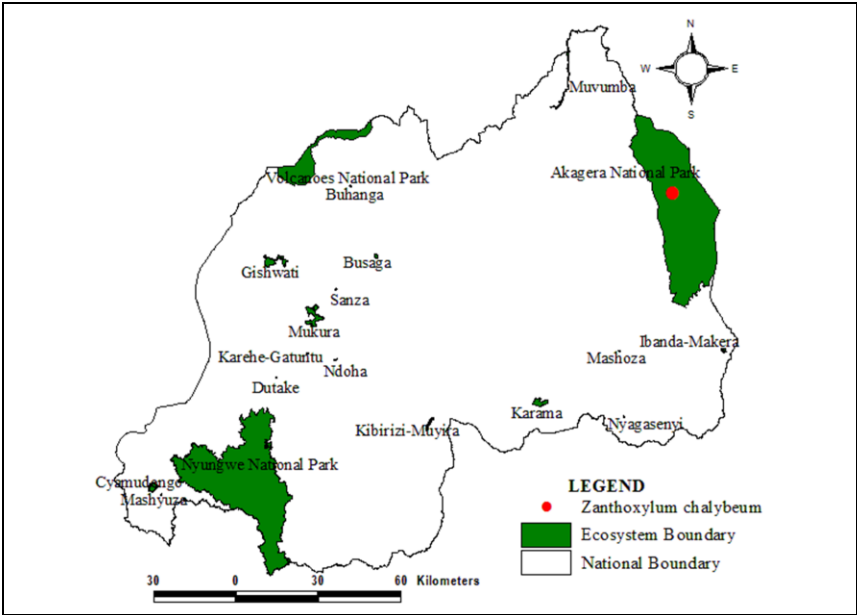 N
W E
S
Muvumba
Akagera National Park
Volcanoes National Park
Buhanga
Gishwati
Busaga
Sanza
Mukura
Karehe-Gaturitu
Ndoha
Dutake
Ibanda-Makera
Mashoza
Karama
Nyagasenyi
Kibirizi-Muyira
Nyungwe National Park
Cyamudongo
Mashyuza
LEGEND
Zanthoxylum chalybeum
Ecosystem Boundary
National Boundary
30 0 30 60 Kilometers